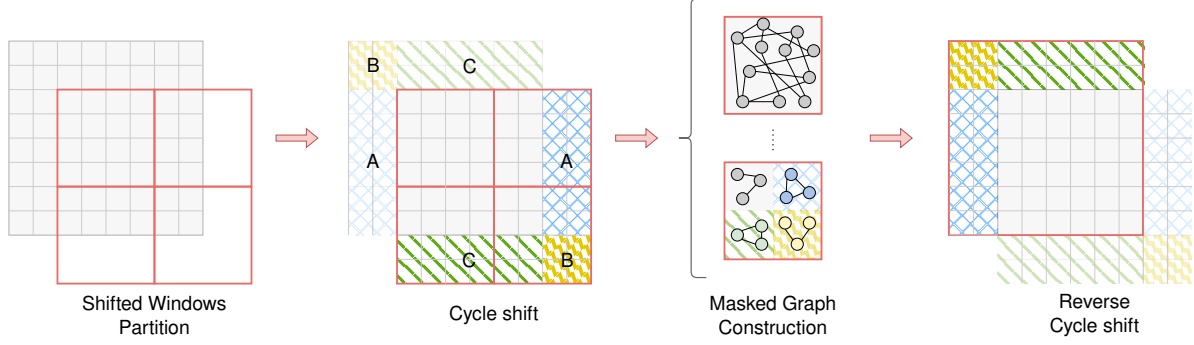 B
C
A
A
C
B
Shifted Windows
Partition
Cycle shift
Masked Graph
Construction
Reverse
Cycle shift